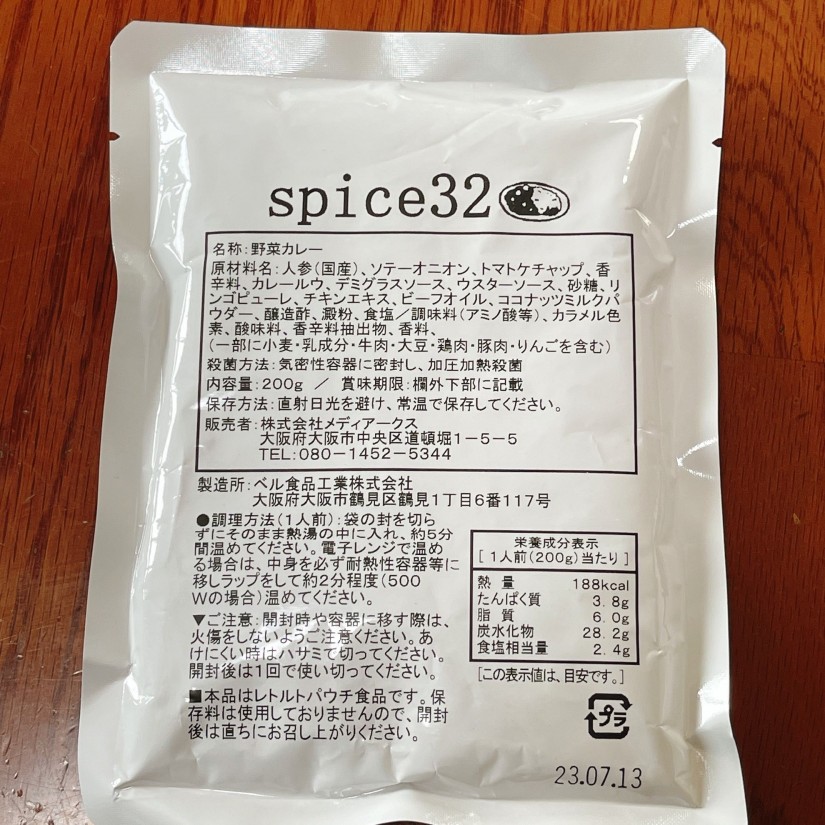 spice32
名称:野菜カレー
原材料名:人参(国産)、ソテーオニオン、トマトケチャップ、香
辛料、カレールウ、デミグラスソース、ウスターソース、砂糖、リ
ンゴピューレ、チキンエキス、ビーフオイル、ココナッツミルクパ
ウダー、醸造酢、澱粉、食塩/調味料(アミノ酸等)、カラメル色
素、酸味料、香辛料抽出物、香料、
(一部に小麦・乳成分・牛肉・大豆・鶏肉・豚肉・りんごを含む)
殺菌方法:気密性容器に密封し、加圧加熱殺菌
内容量:200g / 賞味期限:欄外下部に記載
保存方法:直射日光を避け、常温で保存してください。
販売者:株式会社メディアークス
大阪府大阪市中央区道頓堀1-5-5
TEL:080-1452-5344
製造所:ベル食品工業株式会社
大阪府大阪市鶴見区鶴見1丁目6番117号
●調理方法(1人前):袋の封を切ら
ずにそのまま熱湯の中に入れ、約5分
間温めてください。電子レンジで温め
る場合は、中身を必ず耐熱性容器等に
移しラップをして約2分程度(500
Wの場合)温めてください。
▼ご注意:開封時や容器に移す際は、
火傷をしないようご注意ください。あ
けにくい時はハサミで切ってください。
開封後は1回で使い切ってください。
■本品はレトルトパウチ食品です。保
存料は使用しておりませんので、開封
後は直ちにお召し上がりください。
栄養成分表示
[1人前(200g)当たり]
熱量 188kcal
たんぱく質 3.8g
脂質 6.0g
炭水化物 28.2g
食塩相当量 2.4g
[この表示値は、目安です。]
プラ
23.07.13